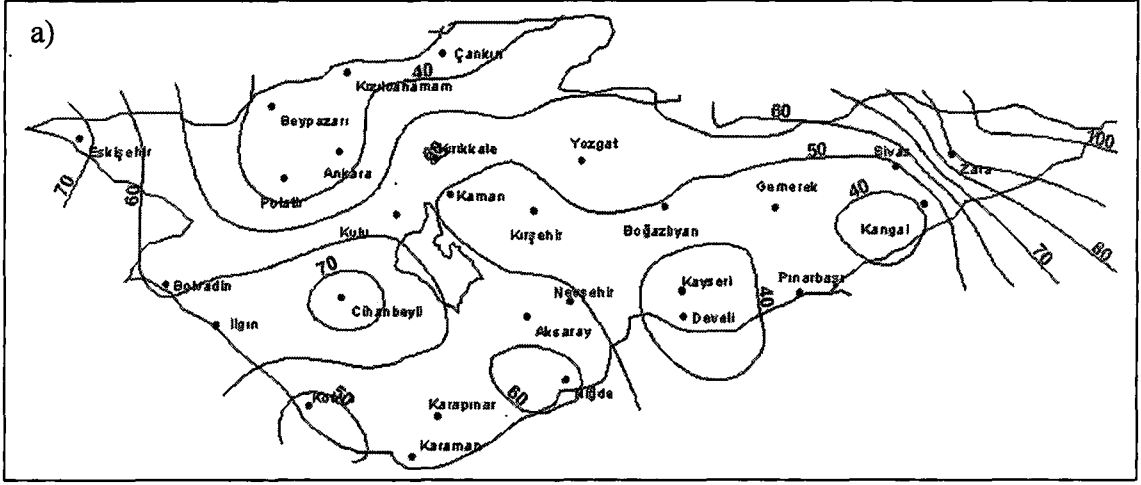 a)
Çankırı
40
Kızılcahamam
Beypazarı
60
100
Kırıkkale
Yozgat
50
Eskişehir
Ankara
Sivas
Zara
70
60
Polatlı
Kaman
Gemerek
40
Kulu
Kırşehir
Boğazlıyan
Kangal
70
80
70
Bolvadin
Cihanbeyli
Nevşehir
Kayseri
40
Pınarbaşı
Ilgın
Aksaray
Develi
60
Niğde
Karapınar
Karaman